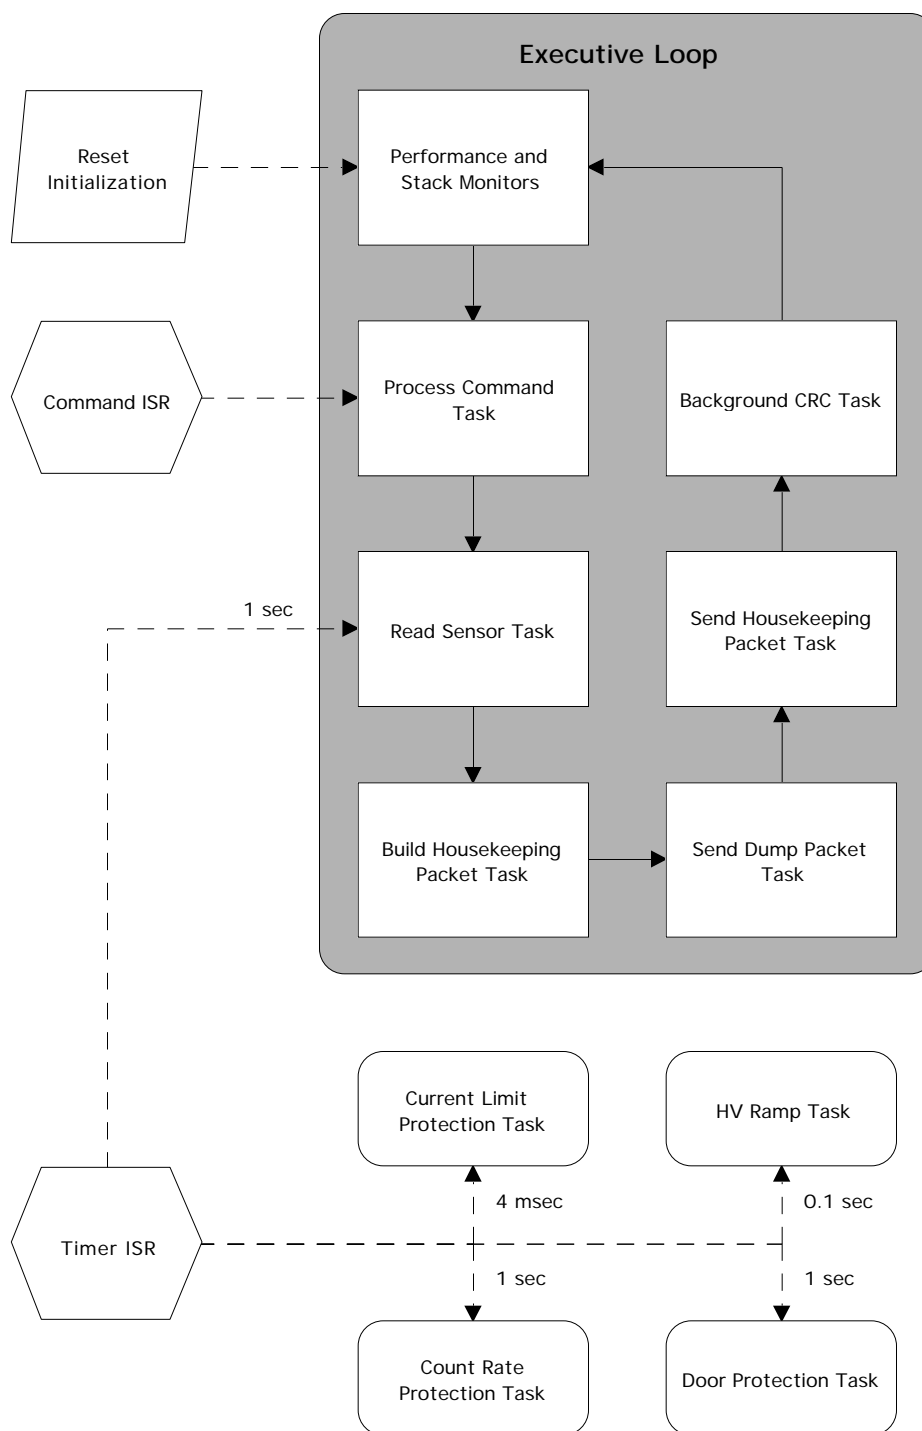 Executive Loop
Reset
Initialization
Performance and
Stack Monitors
Command ISR
Process Command
Task
Background CRC Task
1 sec
Read Sensor Task
Send Housekeeping
Packet Task
Build Housekeeping
Packet Task
Send Dump Packet
Task
Current Limit
Protection Task
HV Ramp Task
4 msec
0.1 sec
Timer ISR
1 sec
1 sec
Count Rate
Protection Task
Door Protection Task